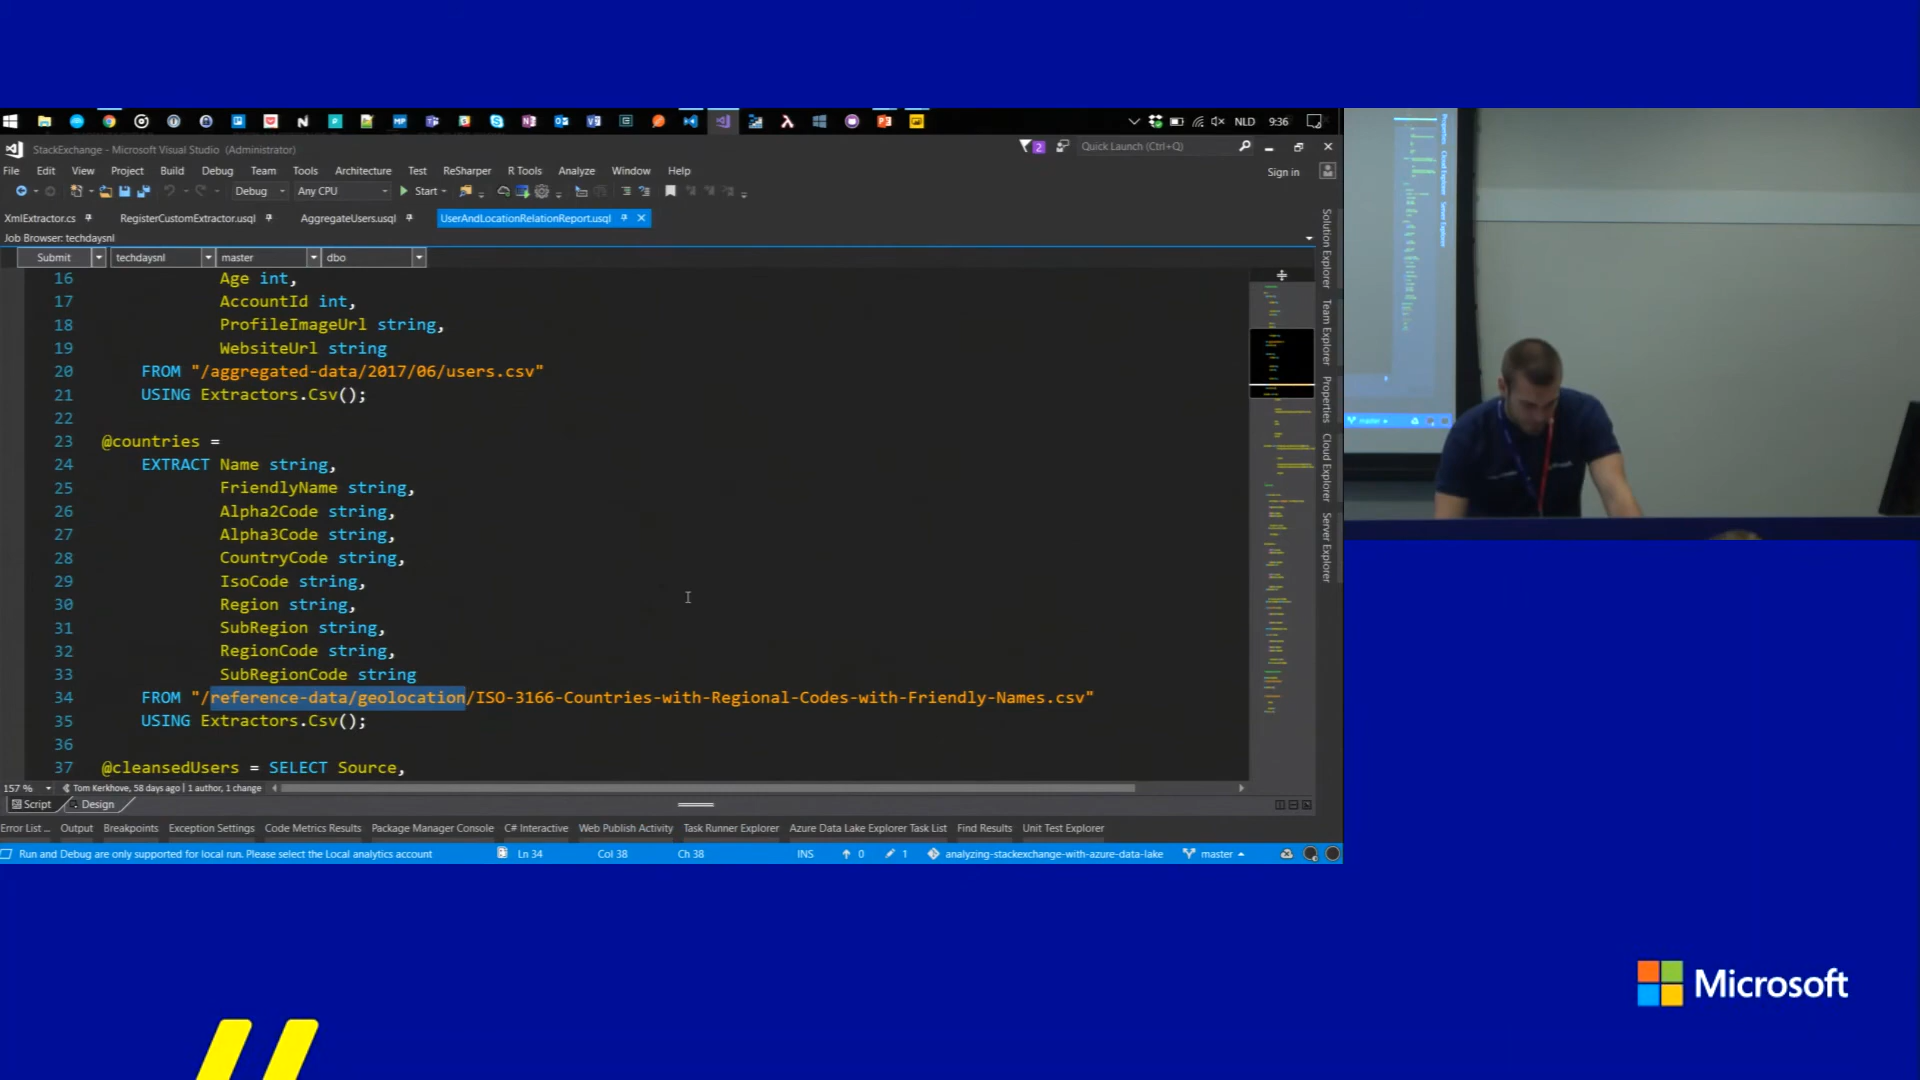 NLD 9:36
StackExchange - Microsoft Visual Studio (Administrator)
2 Quick Launch (Ctrl+Q)
File Edit View Project Build Debug Team Tools Architecture Test ReSharper R Tools Analyze Window Help
Sign in
Debug Any CPU Start
XmlExtractor.cs RegisterCustomExtractor.usql AggregateUsers.usql UserAndLocationRelationReport.usql
Job Browser: techdaysnl
Submit techdaysnl master dbo
16 Age int,
17 AccountId int,
18 ProfileImageUrl string,
19 WebsiteUrl string
20 FROM "/aggregated-data/2017/06/users.csv"
21 USING Extractors.Csv();
22
23 @countries =
24 EXTRACT Name string,
25 FriendlyName string,
26 Alpha2Code string,
27 Alpha3Code string,
28 CountryCode string,
29 IsoCode string,
30 Region string,
31 SubRegion string,
32 RegionCode string,
33 SubRegionCode string
34 FROM "/reference-data/geolocation/ISO-3166-Countries-with-Regional-Codes-with-Friendly-Names.csv"
35 USING Extractors.Csv();
36
37 @cleansedUsers = SELECT Source,
157 % Tom Kerkhove, 58 days ago | 1 author, 1 change
Script Design
Error List ... Output Breakpoints Exception Settings Code Metrics Results Package Manager Console C# Interactive Web Publish Activity Task Runner Explorer Azure Data Lake Explorer Task List Find Results Unit Test Explorer
Run and Debug are only supported for local run. Please select the Local analytics account Ln 34 Col 38 Ch 38 INS 0 1 analyzing-stackexchange-with-azure-data-lake master
Solution Explorer
Team Explorer
Properties
Cloud Explorer
Server Explorer
Properties Cloud Explorer Server Explorer
master
Microsoft